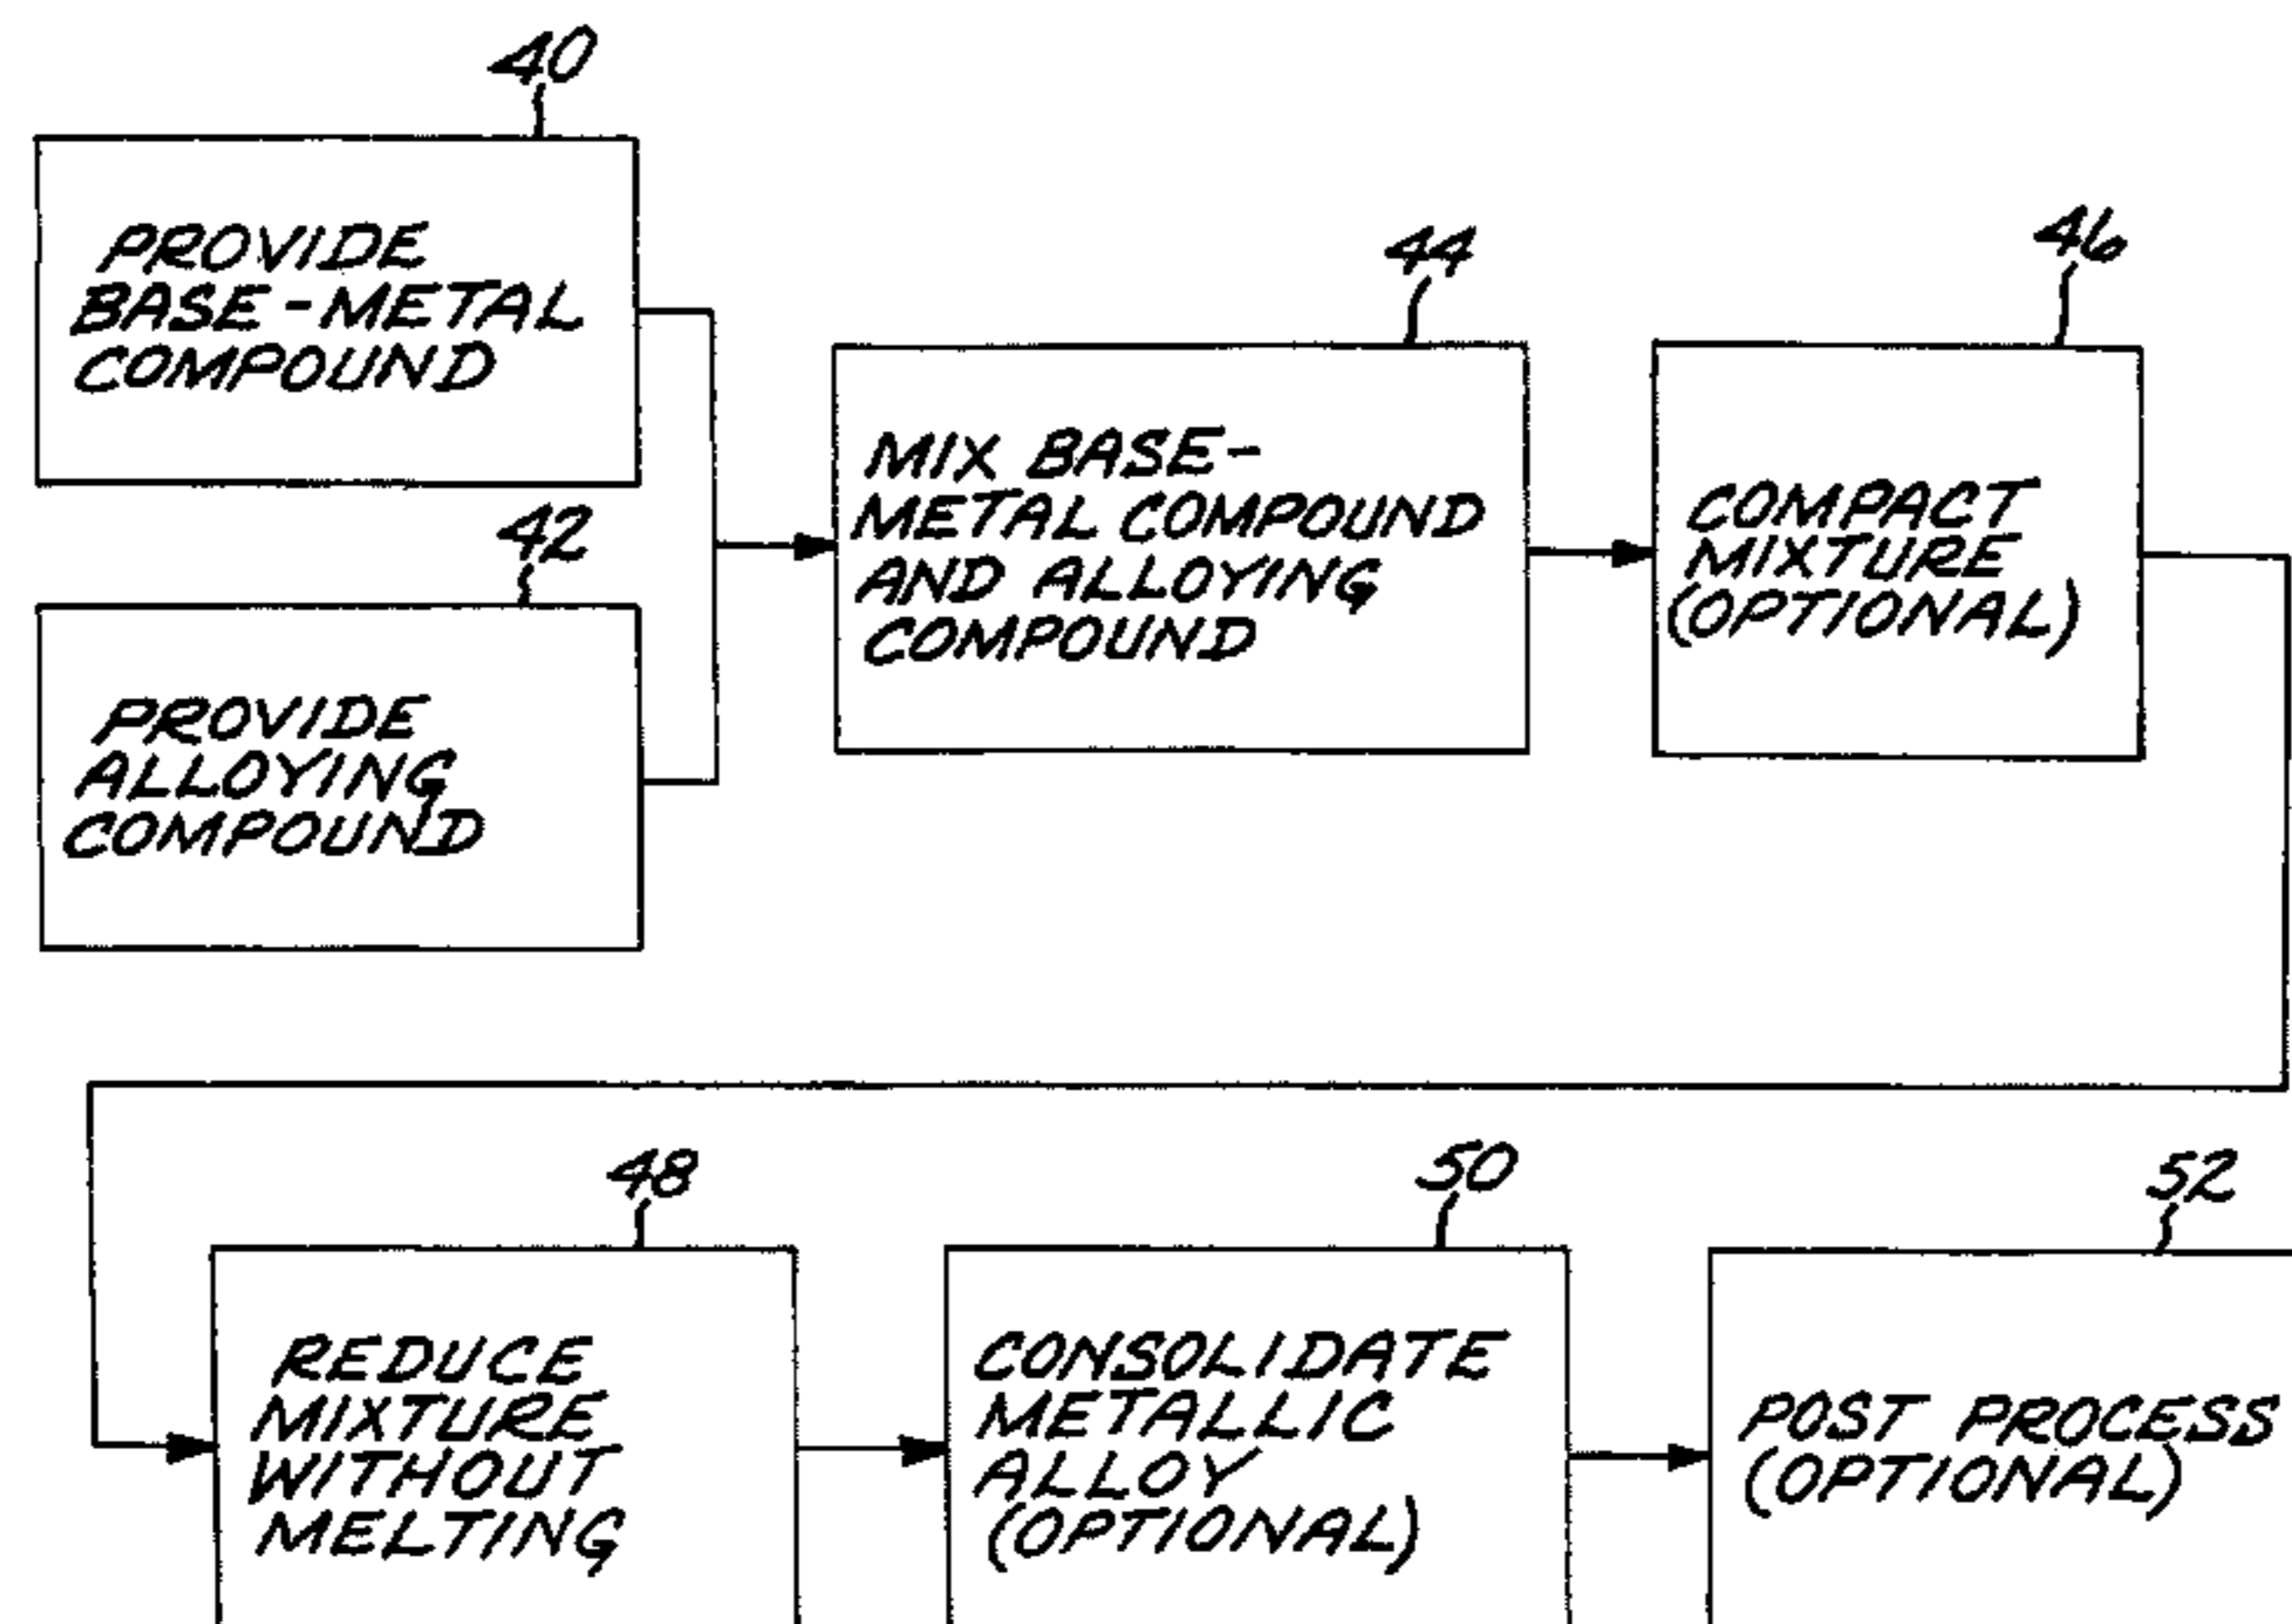 40
PROVIDE
BASE-METAL
COMPOUND
42
PROVIDE
ALLOYING
COMPOUND
44
MIX BASE-
METAL COMPOUND
AND ALLOYING
COMPOUND
46
COMPACT
MIXTURE
(OPTIONAL)
48
REDUCE
MIXTURE
WITHOUT
MELTING
50
CONSOLIDATE
METALLIC
ALLOY
(OPTIONAL)
52
POST PROCESS
(OPTIONAL)